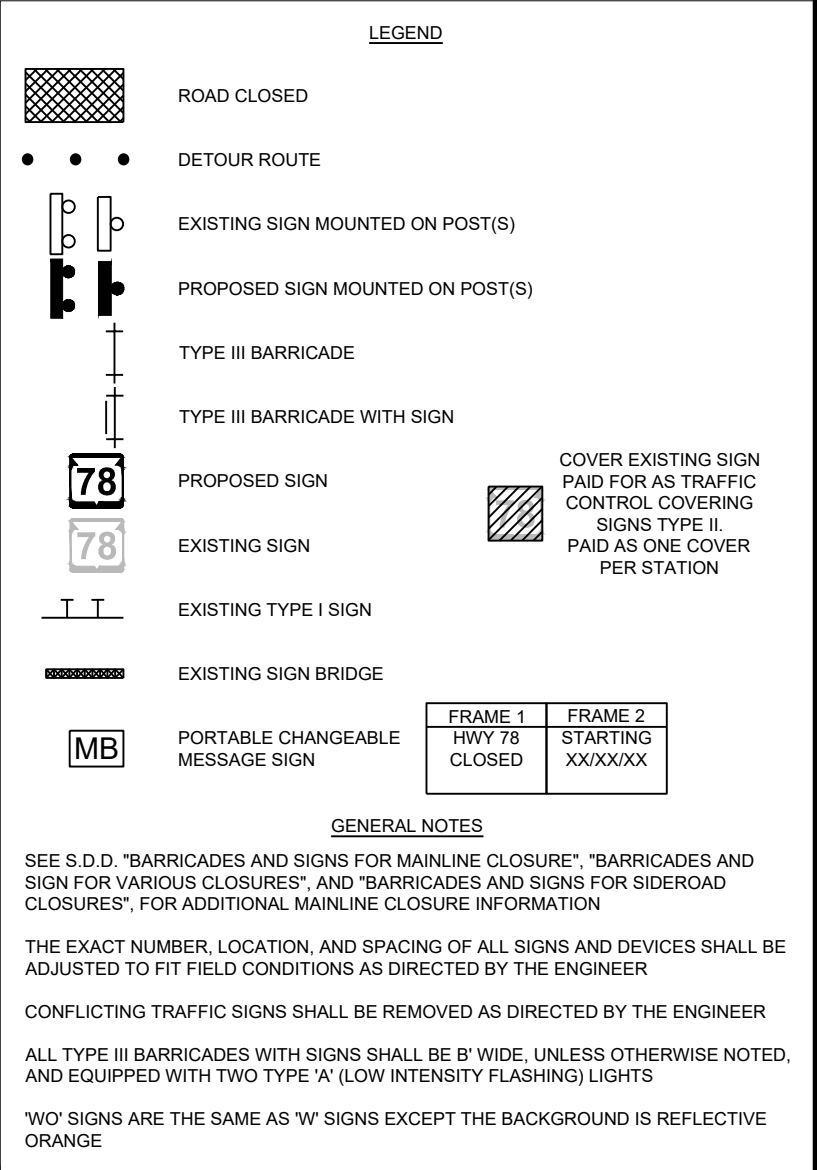 LEGEND
ROAD CLOSED
DETOUR ROUTE
EXISTING SIGN MOUNTED ON POST(S)
PROPOSED SIGN MOUNTED ON POST(S)
TYPE III BARRICADE
TYPE III BARRICADE WITH SIGN
78
PROPOSED SIGN
78
EXISTING SIGN
78
COVER EXISTING SIGN
PAID FOR AS TRAFFIC
CONTROL COVERING
SIGNS TYPE II.
PAID AS ONE COVER
PER STATION
EXISTING TYPE I SIGN
EXISTING SIGN BRIDGE
MB
PORTABLE CHANGEABLE
MESSAGE SIGN
FRAME 1 FRAME 2
HWY 78 STARTING
CLOSED XX/XX/XX
GENERAL NOTES
SEE S.D.D. "BARRICADES AND SIGNS FOR MAINLINE CLOSURE", "BARRICADES AND
SIGN FOR VARIOUS CLOSURES", AND "BARRICADES AND SIGNS FOR SIDEROAD
CLOSURES", FOR ADDITIONAL MAINLINE CLOSURE INFORMATION
THE EXACT NUMBER, LOCATION, AND SPACING OF ALL SIGNS AND DEVICES SHALL BE
ADJUSTED TO FIT FIELD CONDITIONS AS DIRECTED BY THE ENGINEER
CONFLICTING TRAFFIC SIGNS SHALL BE REMOVED AS DIRECTED BY THE ENGINEER
ALL TYPE III BARRICADES WITH SIGNS SHALL BE B' WIDE, UNLESS OTHERWISE NOTED,
AND EQUIPPED WITH TWO TYPE 'A' (LOW INTENSITY FLASHING) LIGHTS
'WO' SIGNS ARE THE SAME AS 'W' SIGNS EXCEPT THE BACKGROUND IS REFLECTIVE
ORANGE